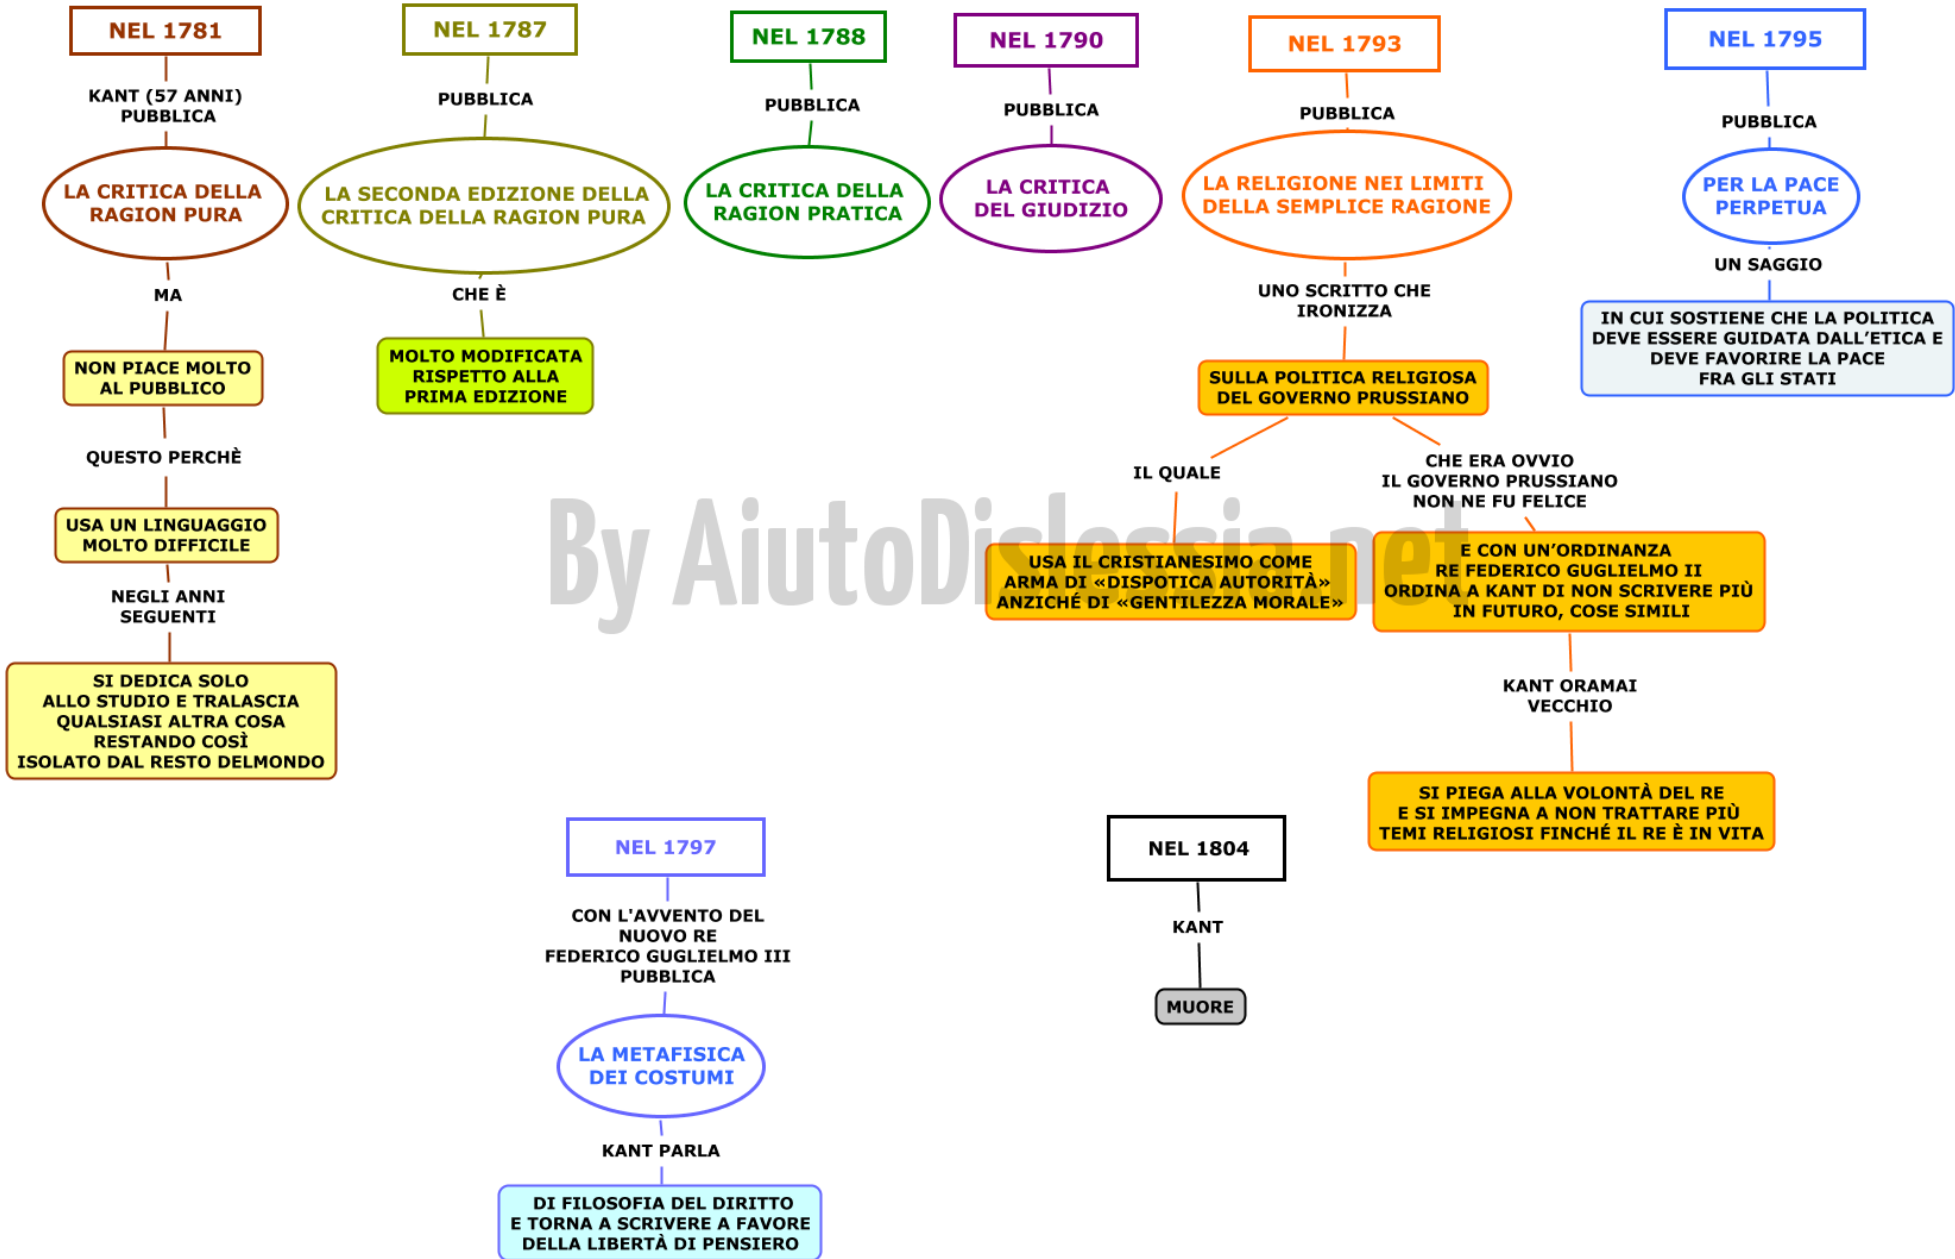 NEL 1781
KANT (57 ANNI)
PUBBLICA
LA CRITICA DELLA
RAGION PURA
MA
NON PIACE MOLTO
AL PUBBLICO
QUESTO PERCHÈ
USA UN LINGUAGGIO
MOLTO DIFFICILE
NEGLI ANNI
SEGUENTI
SI DEDICA SOLO
ALLO STUDIO E TRALASCIA
QUALSIASI ALTRA COSA
RESTANDO COSÌ
ISOLATO DAL RESTO DELMONDO
NEL 1787
PUBBLICA
LA SECONDA EDIZIONE DELLA
CRITICA DELLA RAGION PURA
CHE È
MOLTO MODIFICATA
RISPETTO ALLA
PRIMA EDIZIONE
NEL 1788
PUBBLICA
LA CRITICA DELLA
RAGION PRATICA
NEL 1790
PUBBLICA
LA CRITICA
DEL GIUDIZIO
NEL 1793
PUBBLICA
LA RELIGIONE NEI LIMITI
DELLA SEMPLICE RAGIONE
UNO SCRITTO CHE
IRONIZZA
SULLA POLITICA RELIGIOSA
DEL GOVERNO PRUSSIANO
IL QUALE
USA IL CRISTIANESIMO COME
ARMA DI «DISPOTICA AUTORITÀ»
ANZICHÉ DI «GENTILEZZA MORALE»
CHE ERA OVVIO
IL GOVERNO PRUSSIANO
NON NE FU FELICE
E CON UN'ORDINANZA
RE FEDERICO GUGLIELMO II
ORDINA A KANT DI NON SCRIVERE PIÙ
IN FUTURO, COSE SIMILI
KANT ORAMAI
VECCHIO
SI PIEGA ALLA VOLONTÀ DEL RE
E SI IMPEGNA A NON TRATTARE PIÙ
TEMI RELIGIOSI FINCHÉ IL RE È IN VITA
NEL 1795
PUBBLICA
PER LA PACE
PERPETUA
UN SAGGIO
IN CUI SOSTIENE CHE LA POLITICA
DEVE ESSERE GUIDATA DALL'ETICA E
DEVE FAVORIRE LA PACE
FRA GLI STATI
By AiutoDislessia.net
NEL 1797
CON L'AVVENTO DEL
NUOVO RE
FEDERICO GUGLIELMO III
PUBBLICA
LA METAFISICA
DEI COSTUMI
KANT PARLA
DI FILOSOFIA DEL DIRITTO
E TORNA A SCRIVERE A FAVORE
DELLA LIBERTÀ DI PENSIERO
NEL 1804
KANT
MUORE